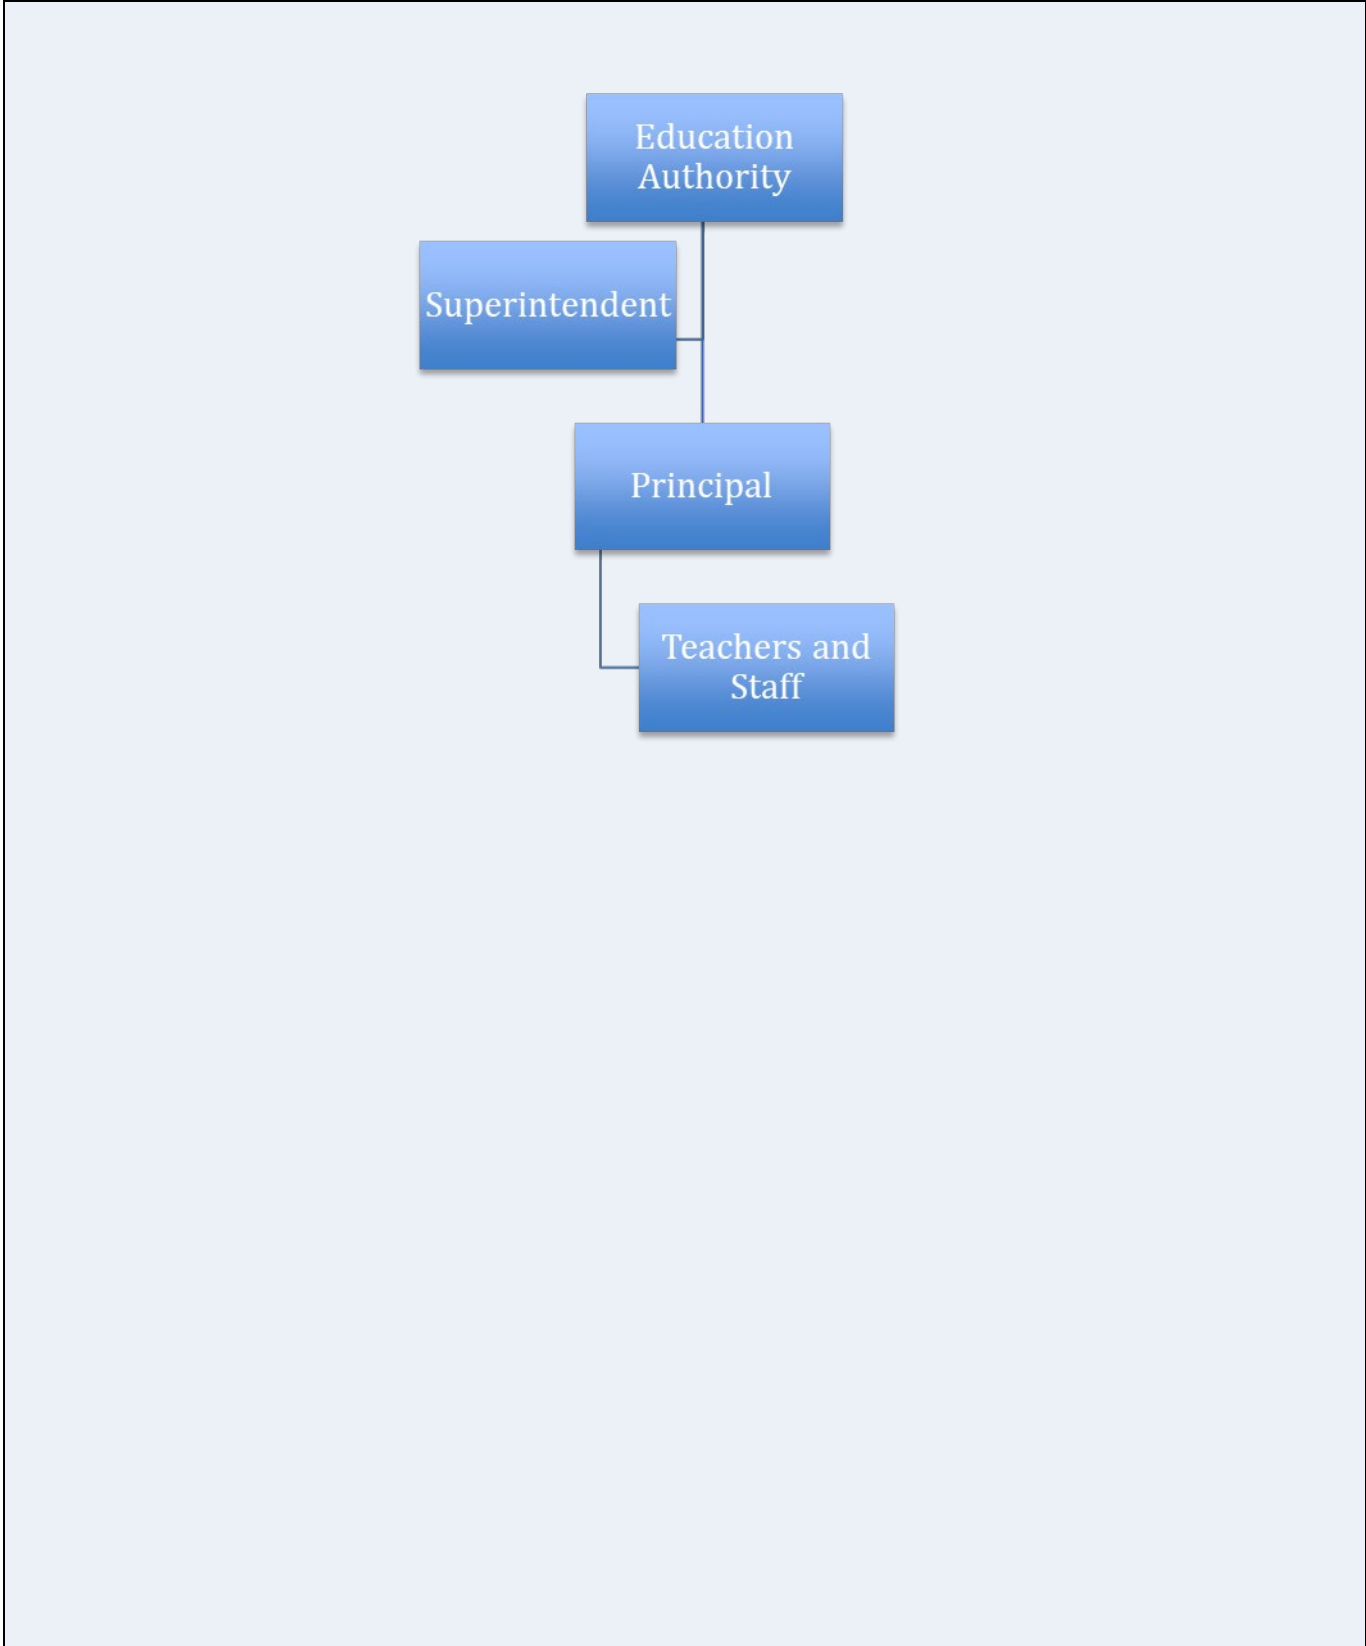 Education
Authority
Superintendent
Principal
Teachers and
Staff